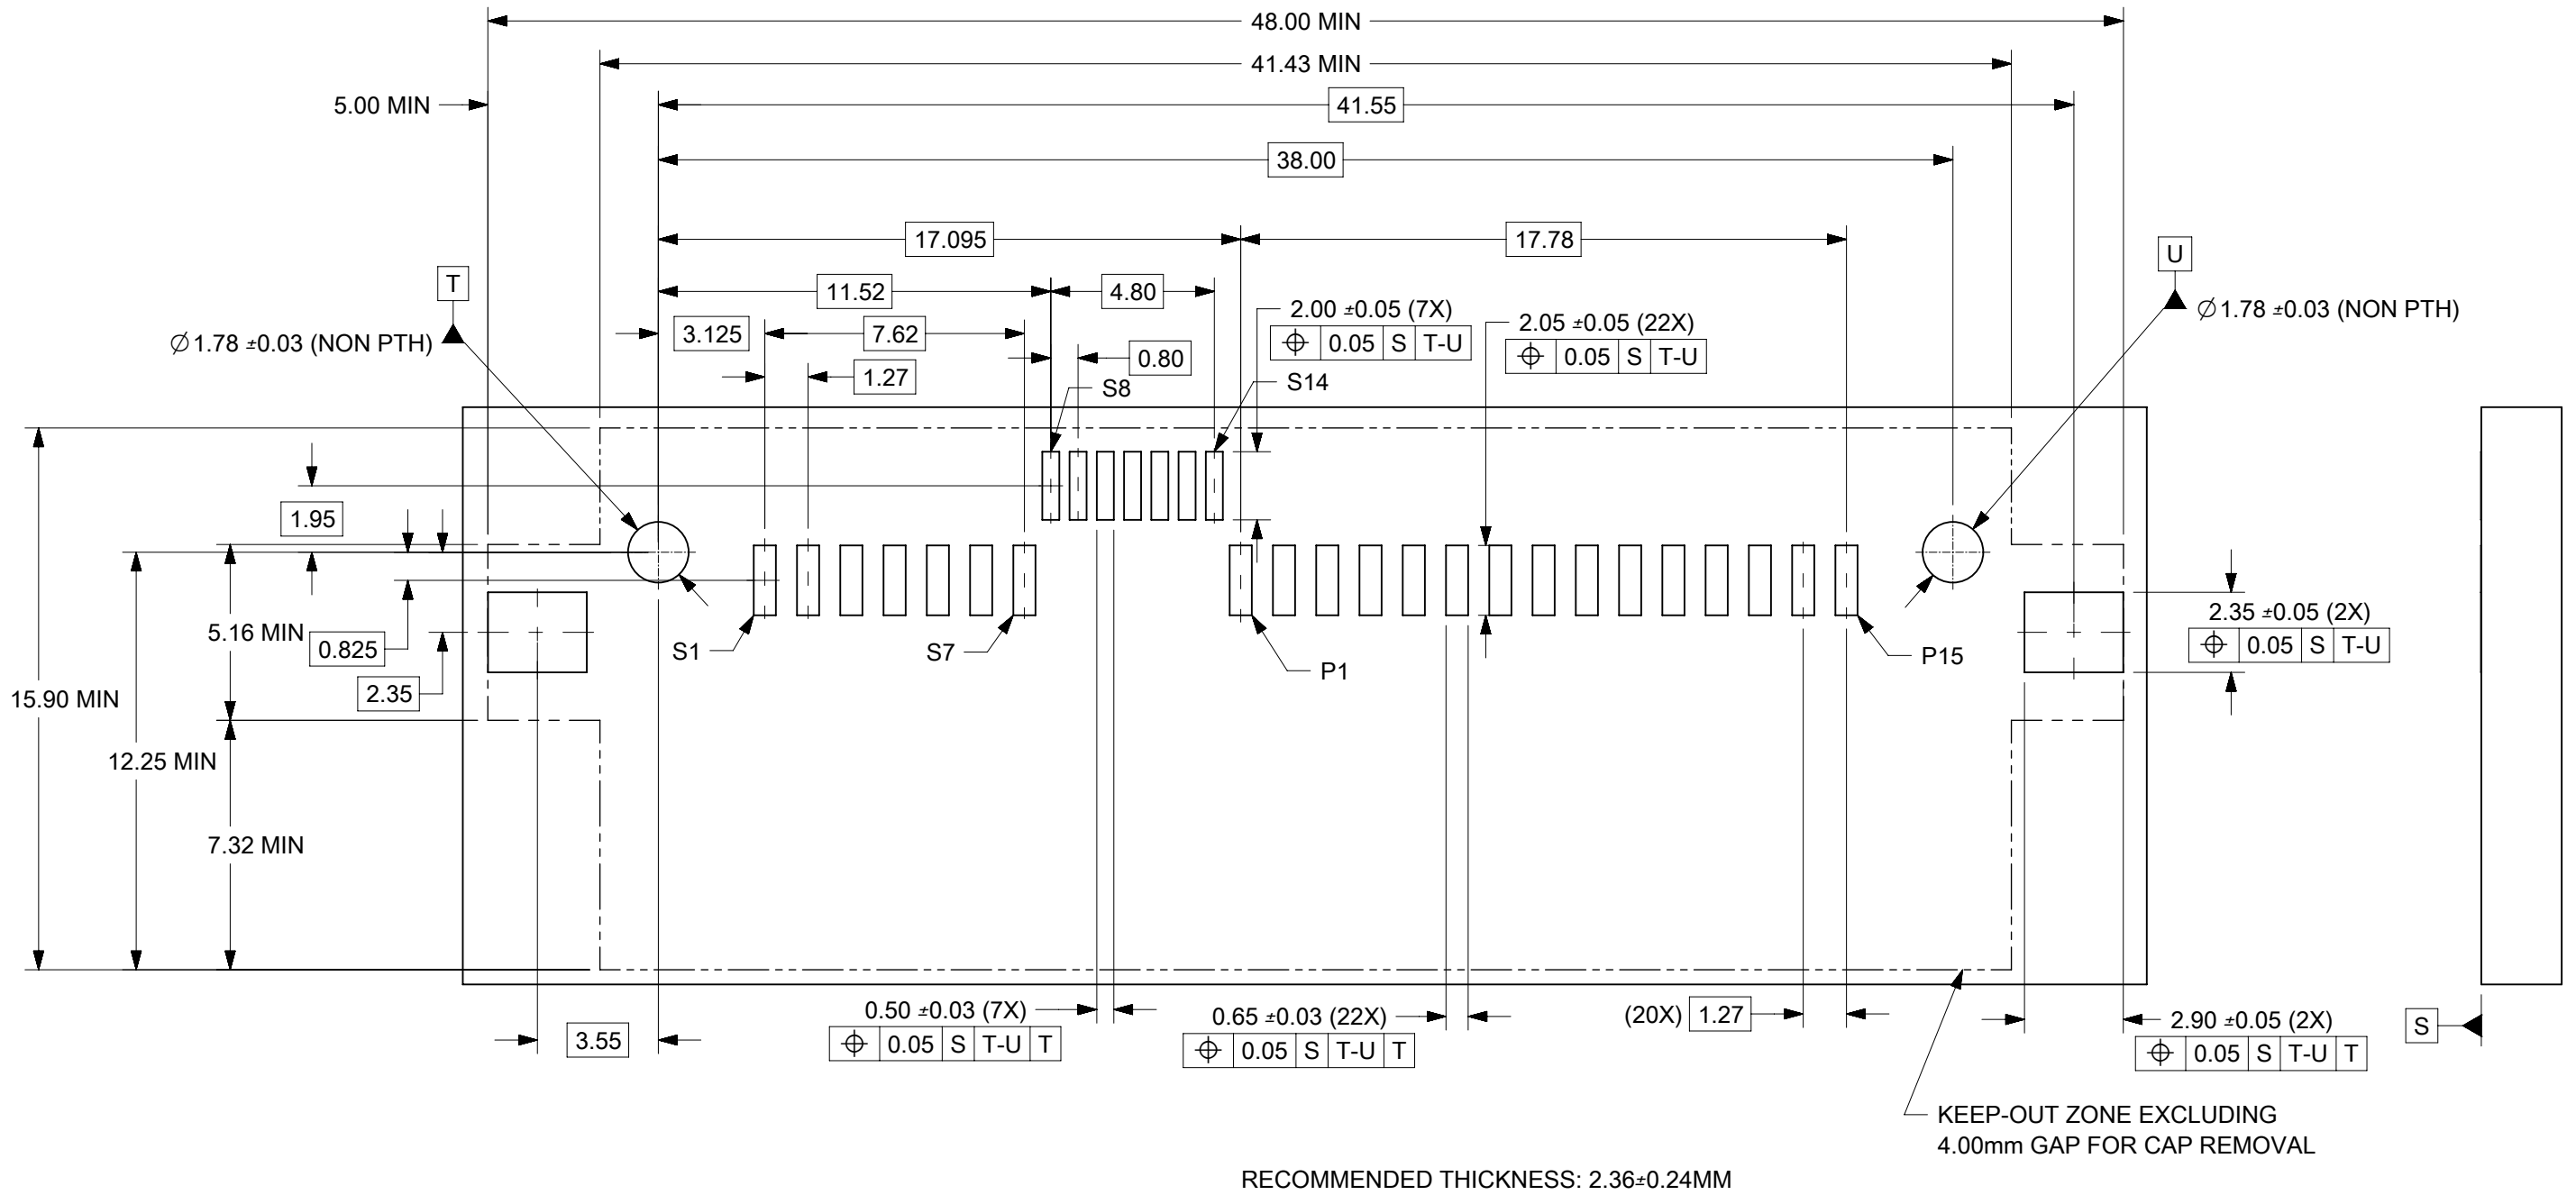 48.00 MIN
41.43 MIN
5.00 MIN
41.55
38.00
17.095
17.78
T
U
11.52
4.80
2.00 ±0.05 (7X)
⌖ 0.05 S T-U
2.05 ±0.05 (22X)
⌖ 0.05 S T-U
Ø1.78 ±0.03 (NON PTH)
Ø1.78 ±0.03 (NON PTH)
3.125
7.62
0.80
1.27
S8
S14
1.95
5.16 MIN
0.825
2.35
S1
S7
P1
P15
2.35 ±0.05 (2X)
⌖ 0.05 S T-U
15.90 MIN
12.25 MIN
7.32 MIN
3.55
0.50 ±0.03 (7X)
⌖ 0.05 S T-U T
0.65 ±0.03 (22X)
⌖ 0.05 S T-U T
(20X) 1.27
2.90 ±0.05 (2X)
⌖ 0.05 S T-U T
S
KEEP-OUT ZONE EXCLUDING
4.00mm GAP FOR CAP REMOVAL
RECOMMENDED THICKNESS: 2.36±0.24MM